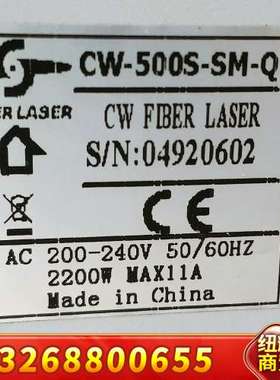 CW-500S-SM-Q
ER LASER
CW FIBER LASER
S/N:04920602
CE
AC 200-240V 50/60HZ
2200W MAX11A
Made in China
3268800655
商